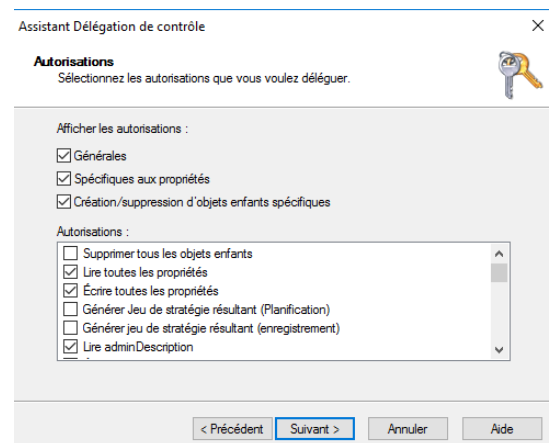 Assistant Délégation de contrôle
Autorisations
Sélectionnez les autorisations que vous voulez déléguer.
Afficher les autorisations :
Générales
Spécifiques aux propriétés
Création/suppression d'objets enfants spécifiques
Autorisations :
Supprimer tous les objets enfants
Lire toutes les propriétés
Écrire toutes les propriétés
Générer Jeu de stratégie résultant (Planification)
Générer jeu de stratégie résultant (enregistrement)
Lire adminDescription
< Précédent Suivant > Annuler Aide